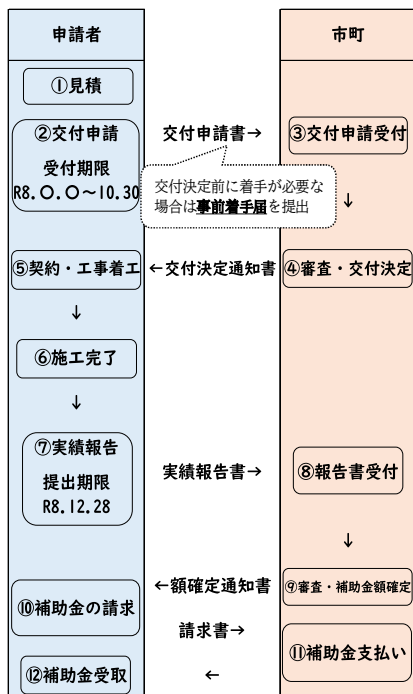 申請者
市町
①見積
②交付申請
受付期限
R8.〇.〇～10.30
交付申請書→
③交付申請受付
交付決定前に着手が必要な
場合は事前着手届を提出
↓
⑤契約・工事着工
←交付決定通知書
④審査・交付決定
↓
⑥施工完了
↓
⑦実績報告
提出期限
R8.12.28
実績報告書→
⑧報告書受付
↓
←額確定通知書
⑨審査・補助金額確定
⑩補助金の請求
請求書→
⑪補助金支払い
⑫補助金受取
←